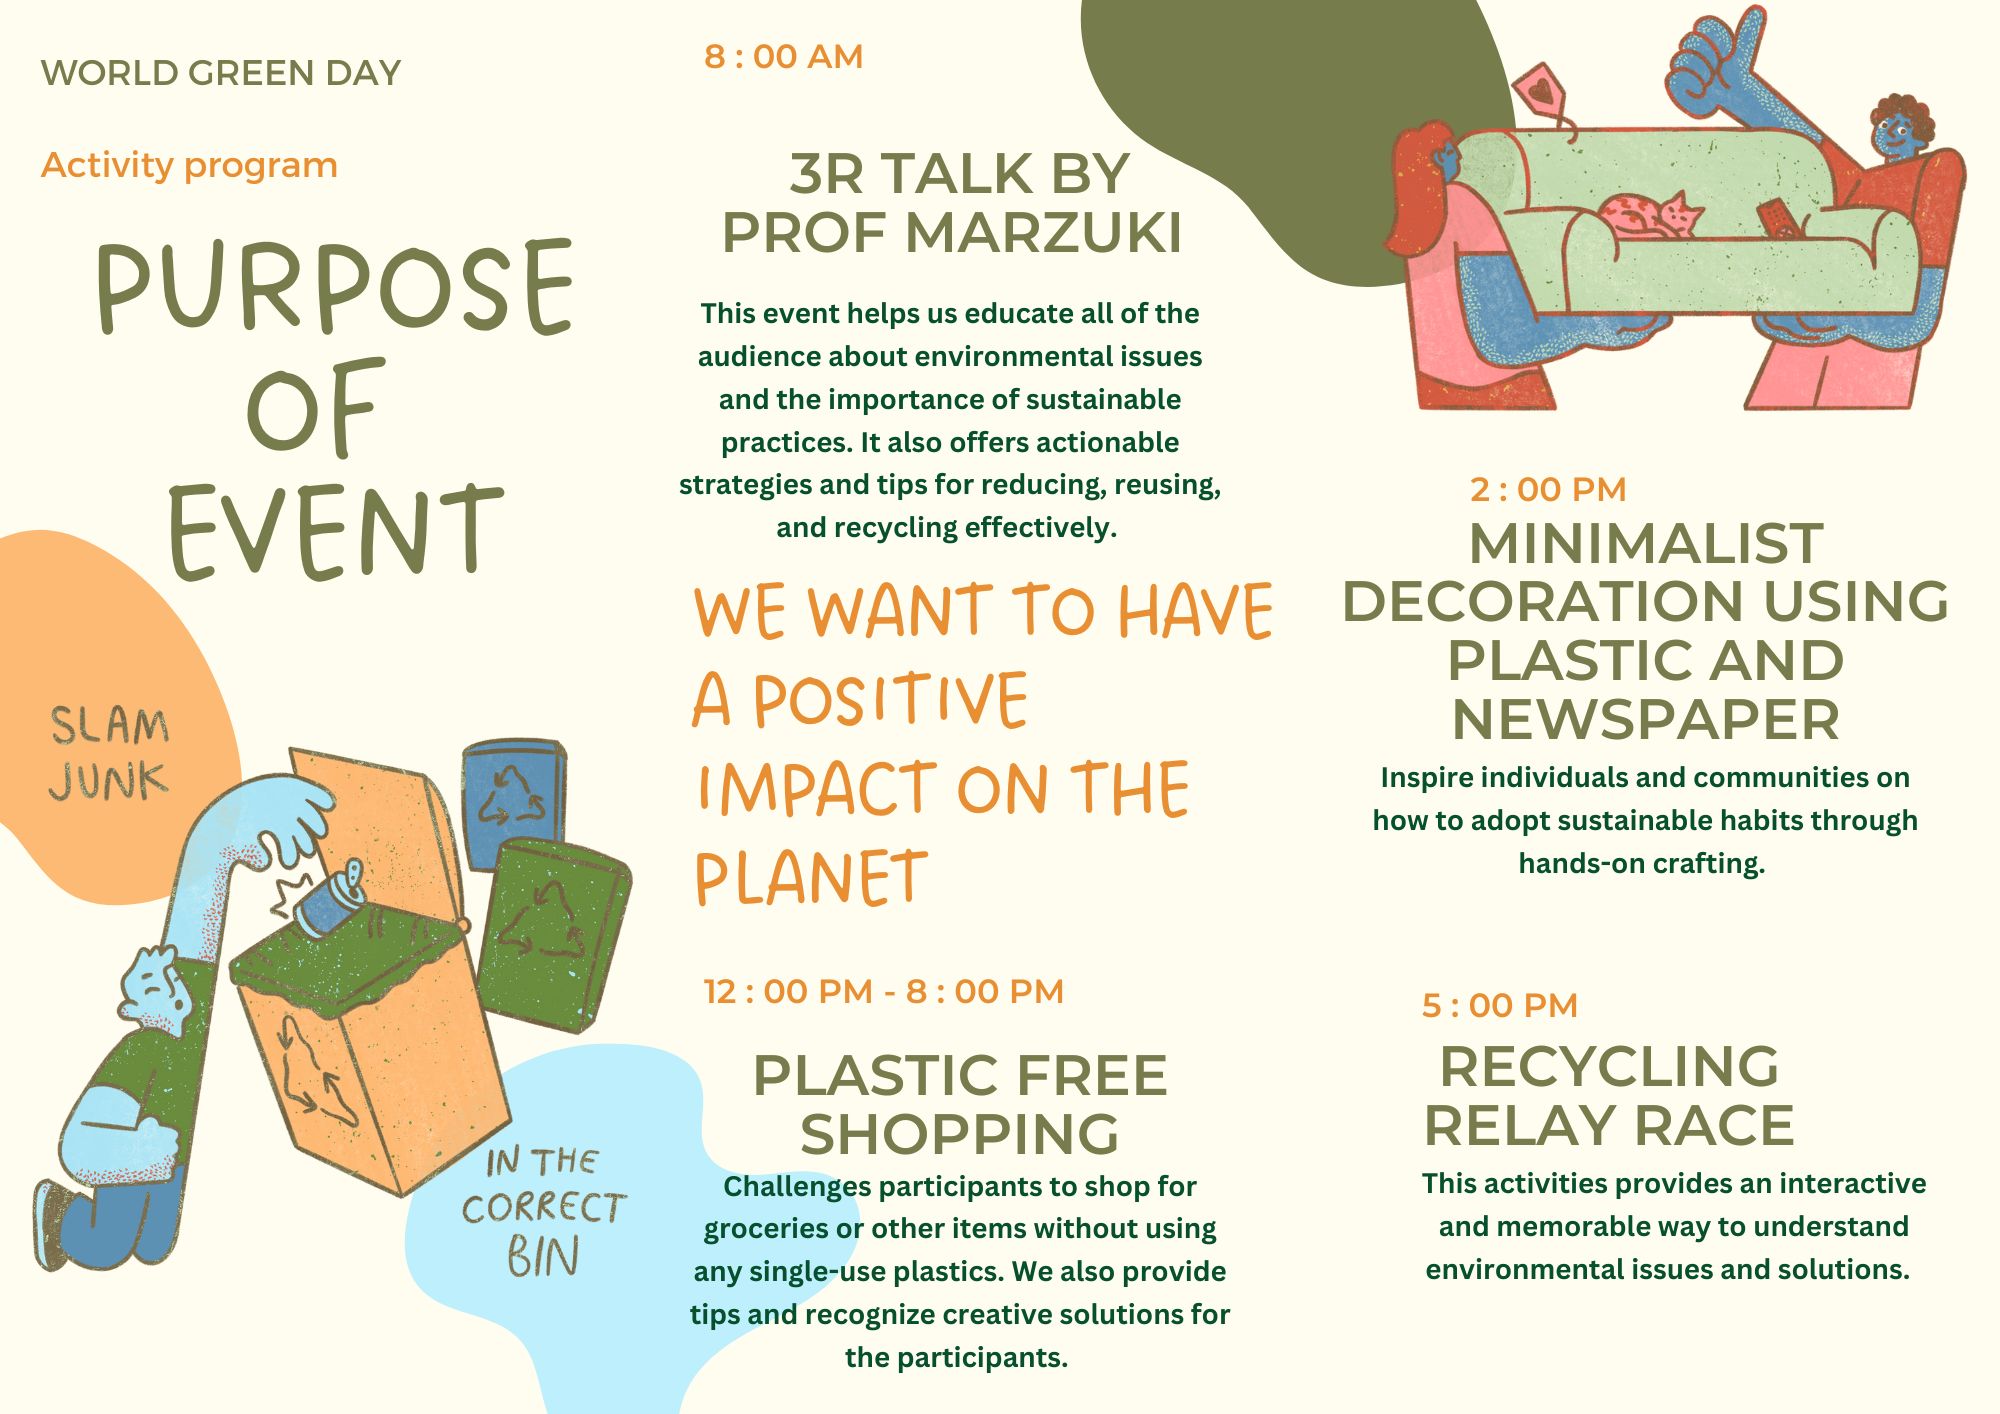 WORLD GREEN DAY
Activity program
PURPOSE
OF
EVENT
SLAM
JUNK
IN THE
CORRECT
BIN
8 : 00 AM
3R TALK BY
PROF MARZUKI
This event helps us educate all of the
audience about environmental issues
and the importance of sustainable
practices. It also offers actionable
strategies and tips for reducing, reusing,
and recycling effectively.
WE WANT TO HAVE
A POSITIVE
IMPACT ON THE
PLANET
12 : 00 PM - 8 : 00 PM
PLASTIC FREE
SHOPPING
Challenges participants to shop for
groceries or other items without using
any single-use plastics. We also provide
tips and recognize creative solutions for
the participants.
2 : 00 PM
MINIMALIST
DECORATION USING
PLASTIC AND
NEWSPAPER
Inspire individuals and communities on
how to adopt sustainable habits through
hands-on crafting.
5 : 00 PM
RECYCLING
RELAY RACE
This activities provides an interactive
and memorable way to understand
environmental issues and solutions.